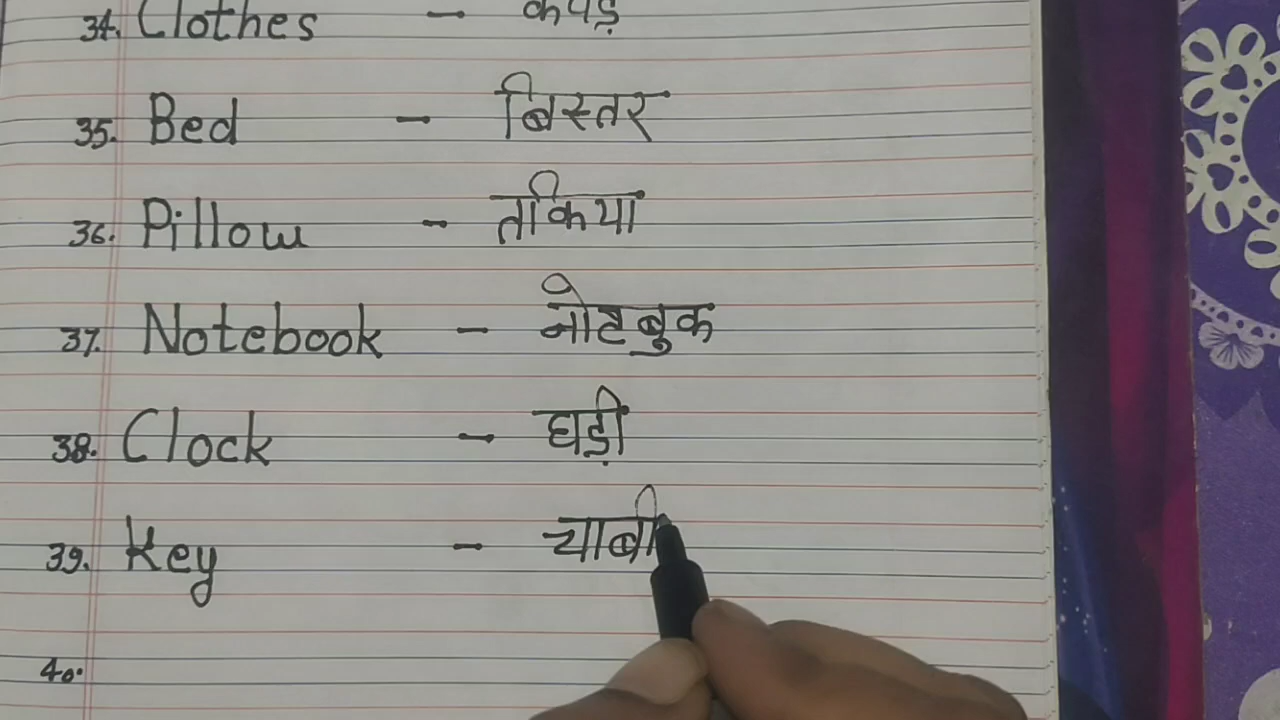 34. Clothes - कपड़े
35. Bed - बिस्तर
36. Pillow - तकिया
37. Notebook - नोटबुक
38. Clock - घड़ी
39. Key - चाबी
40.